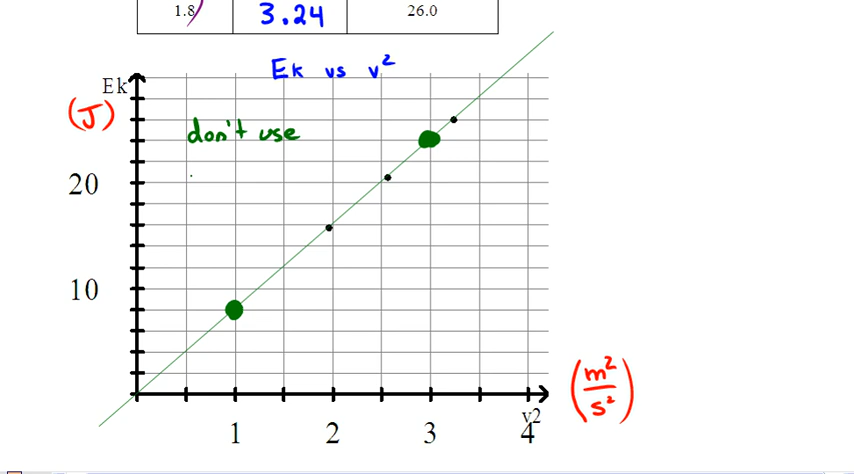 1.8 3.24 26.0
Ek vs v²
Ek
(J)
don't use
20
10
(m²/s²)
v2
1 2 3 4